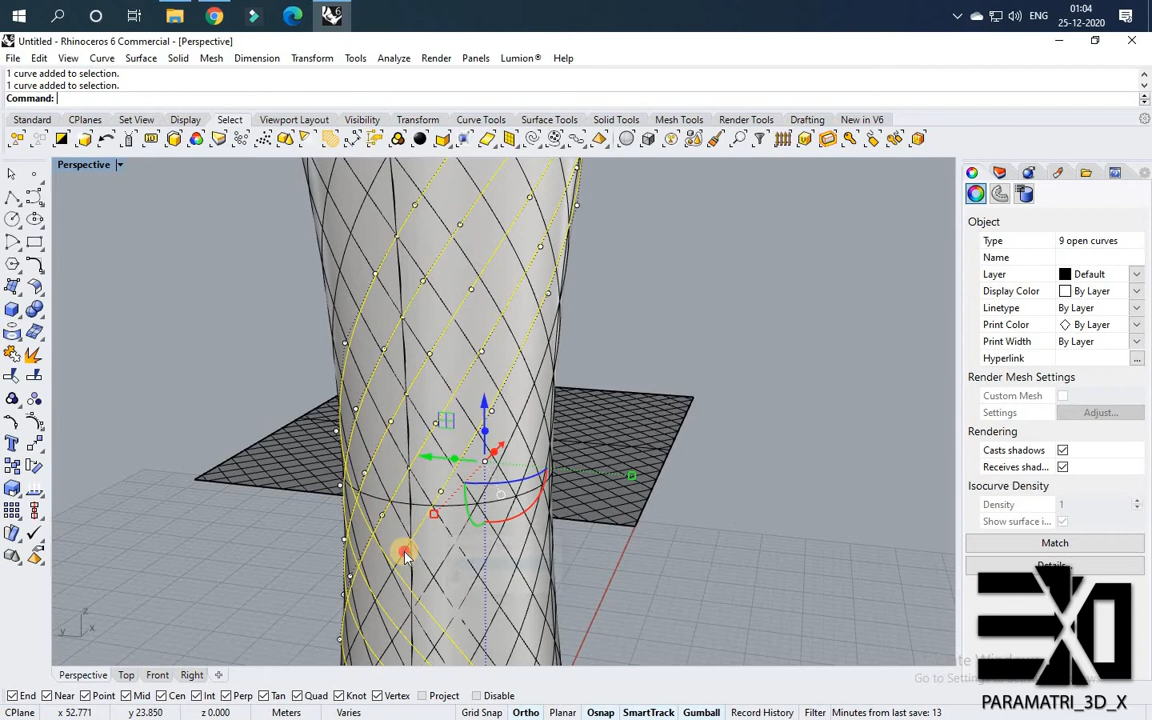 ENG
01:04
25-12-2020
Untitled - Rhinoceros 6 Commercial - [Perspective]
File Edit View Curve Surface Solid Mesh Dimension Transform Tools Analyze Render Panels Lumion® Help
1 curve added to selection.
1 curve added to selection.
Command:
Standard CPlanes Set View Display Select Viewport Layout Visibility Transform Curve Tools Surface Tools Solid Tools Mesh Tools Render Tools Drafting New in V6
Perspective
Object
Type 9 open curves
Name
Layer Default
Display Color By Layer
Linetype By Layer
Print Color By Layer
Print Width By Layer
Hyperlink ...
Render Mesh Settings
Custom Mesh
Settings Adjust...
Rendering
Casts shadows
Receives shad...
Isocurve Density
Density 1
Show surface i...
Match
Details...
z
y x
PARAMATRI_3D_X
Perspective Top Front Right
End Near Point Mid Cen Int Perp Tan Quad Knot Vertex Project Disable
CPlane x 52.771 y 23.850 z 0.000 Meters Varies Grid Snap Ortho Planar Osnap SmartTrack Gumball Record History Filter Minutes from last save: 13